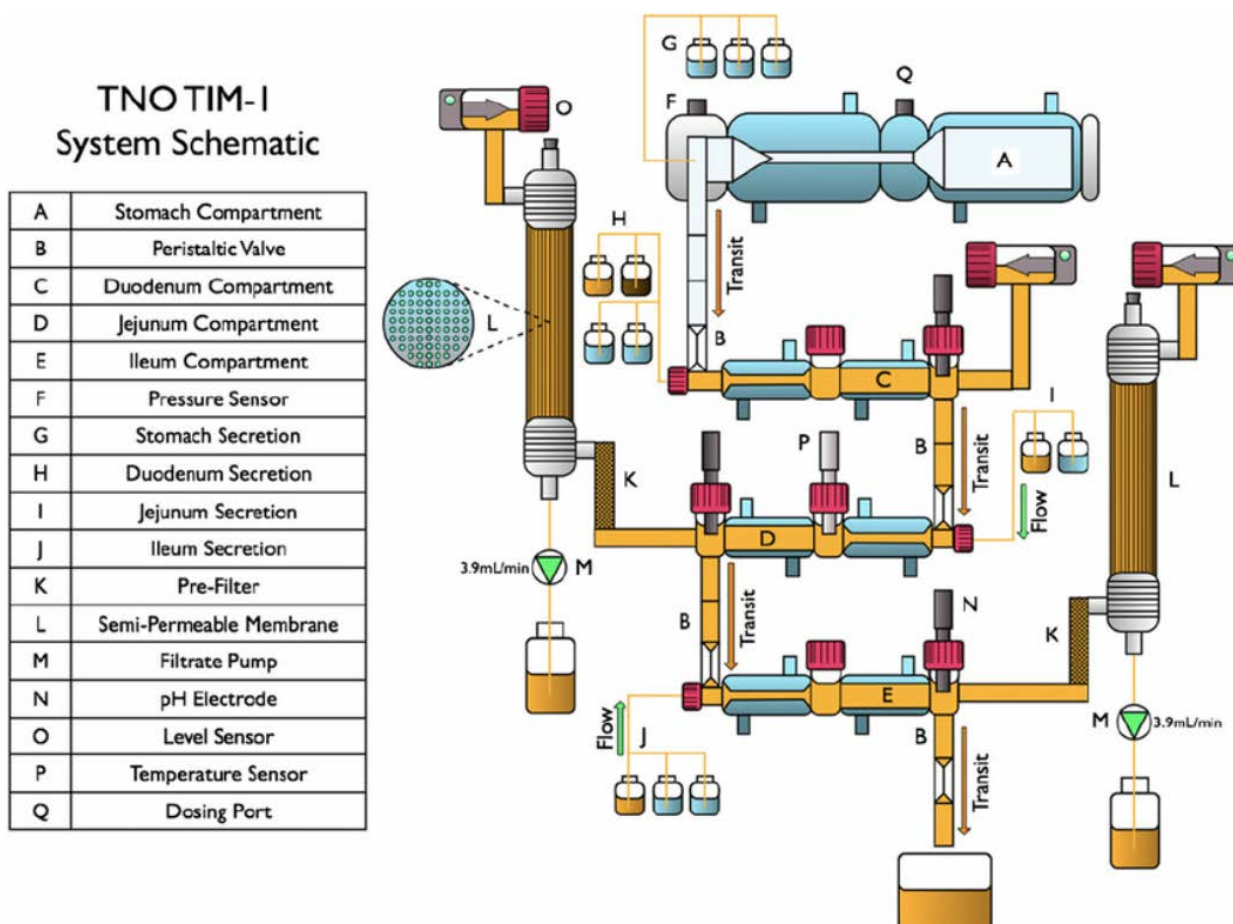 TNO TIM-1
System Schematic
A Stomach Compartment
B Peristaltic Valve
C Duodenum Compartment
D Jejunum Compartment
E Ileum Compartment
F Pressure Sensor
G Stomach Secretion
H Duodenum Secretion
I Jejunum Secretion
J Ileum Secretion
K Pre-Filter
L Semi-Permeable Membrane
M Filtrate Pump
N pH Electrode
O Level Sensor
P Temperature Sensor
Q Dosing Port
G
Q
F
O
A
H
Transit
L
B
C
I
P
B
Transit
K
L
Flow
D
3.9mL/min M
N
B
Transit
K
E
Flow
J
B
M 3.9mL/min
Transit